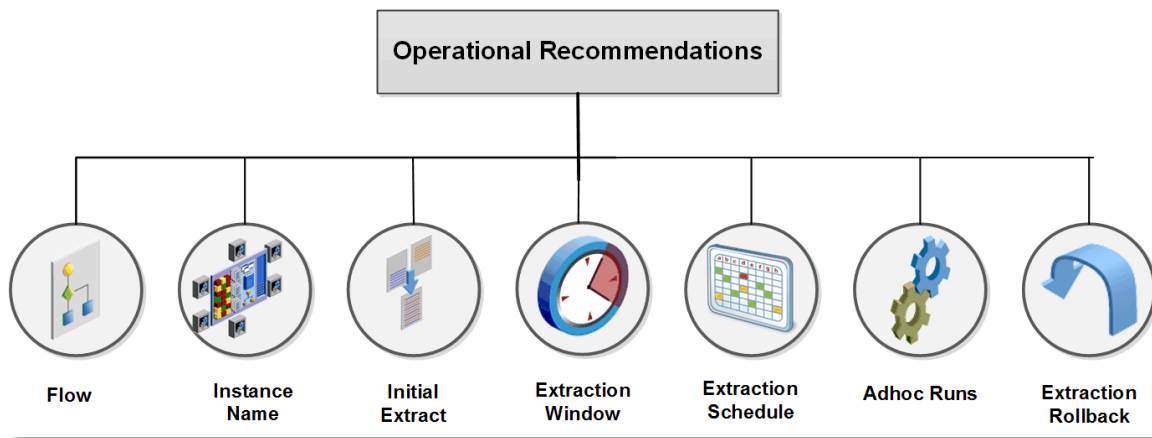 Operational Recommendations
a b c d e f g h
Flow
Instance
Name
Initial
Extract
Extraction
Window
Extraction
Schedule
Adhoc Runs
Extraction
Rollback